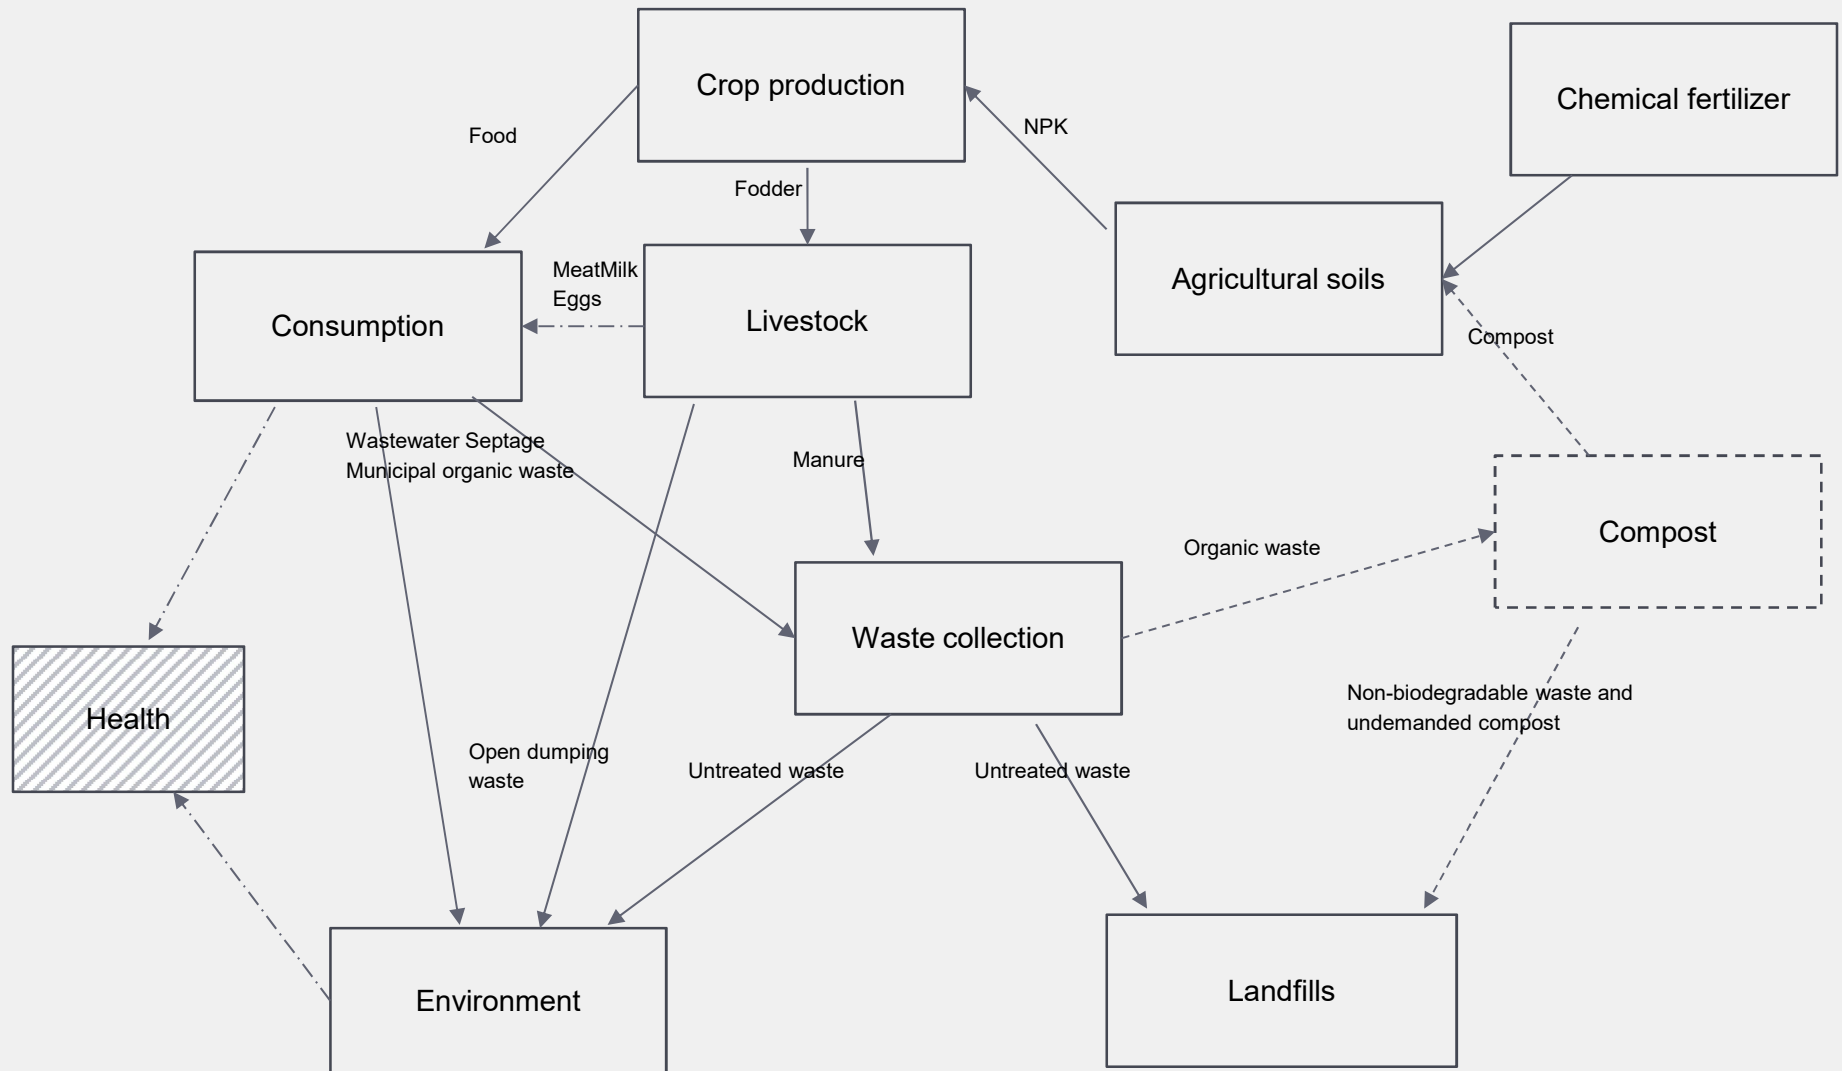 Crop production
Chemical fertilizer
Food
NPK
Fodder
Agricultural soils
MeatMilk
Eggs
Consumption
Livestock
Compost
Wastewater Septage
Municipal organic waste
Manure
Organic waste
Compost
Waste collection
Health
Non-biodegradable waste and
undemanded compost
Open dumping
waste
Untreated waste
Untreated waste
Environment
Landfills